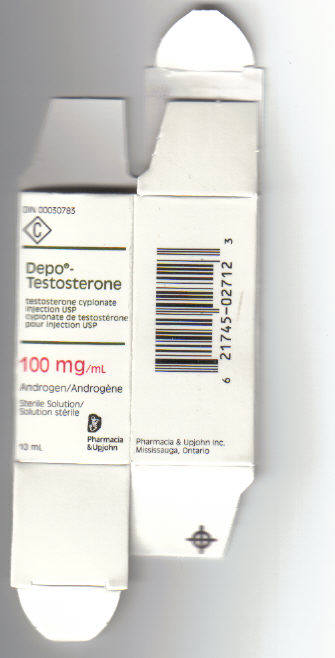 DIN 00030783
C
Depo®-
Testosterone
testosterone cypionate
injection USP
cypionate de testostérone
pour injection USP
100 mg/mL
Androgen/Androgène
Sterile Solution/
Solution stérile
10 mL
Pharmacia
& Upjohn
6 21745-02712 3
Pharmacia & Upjohn Inc.
Mississauga, Ontario